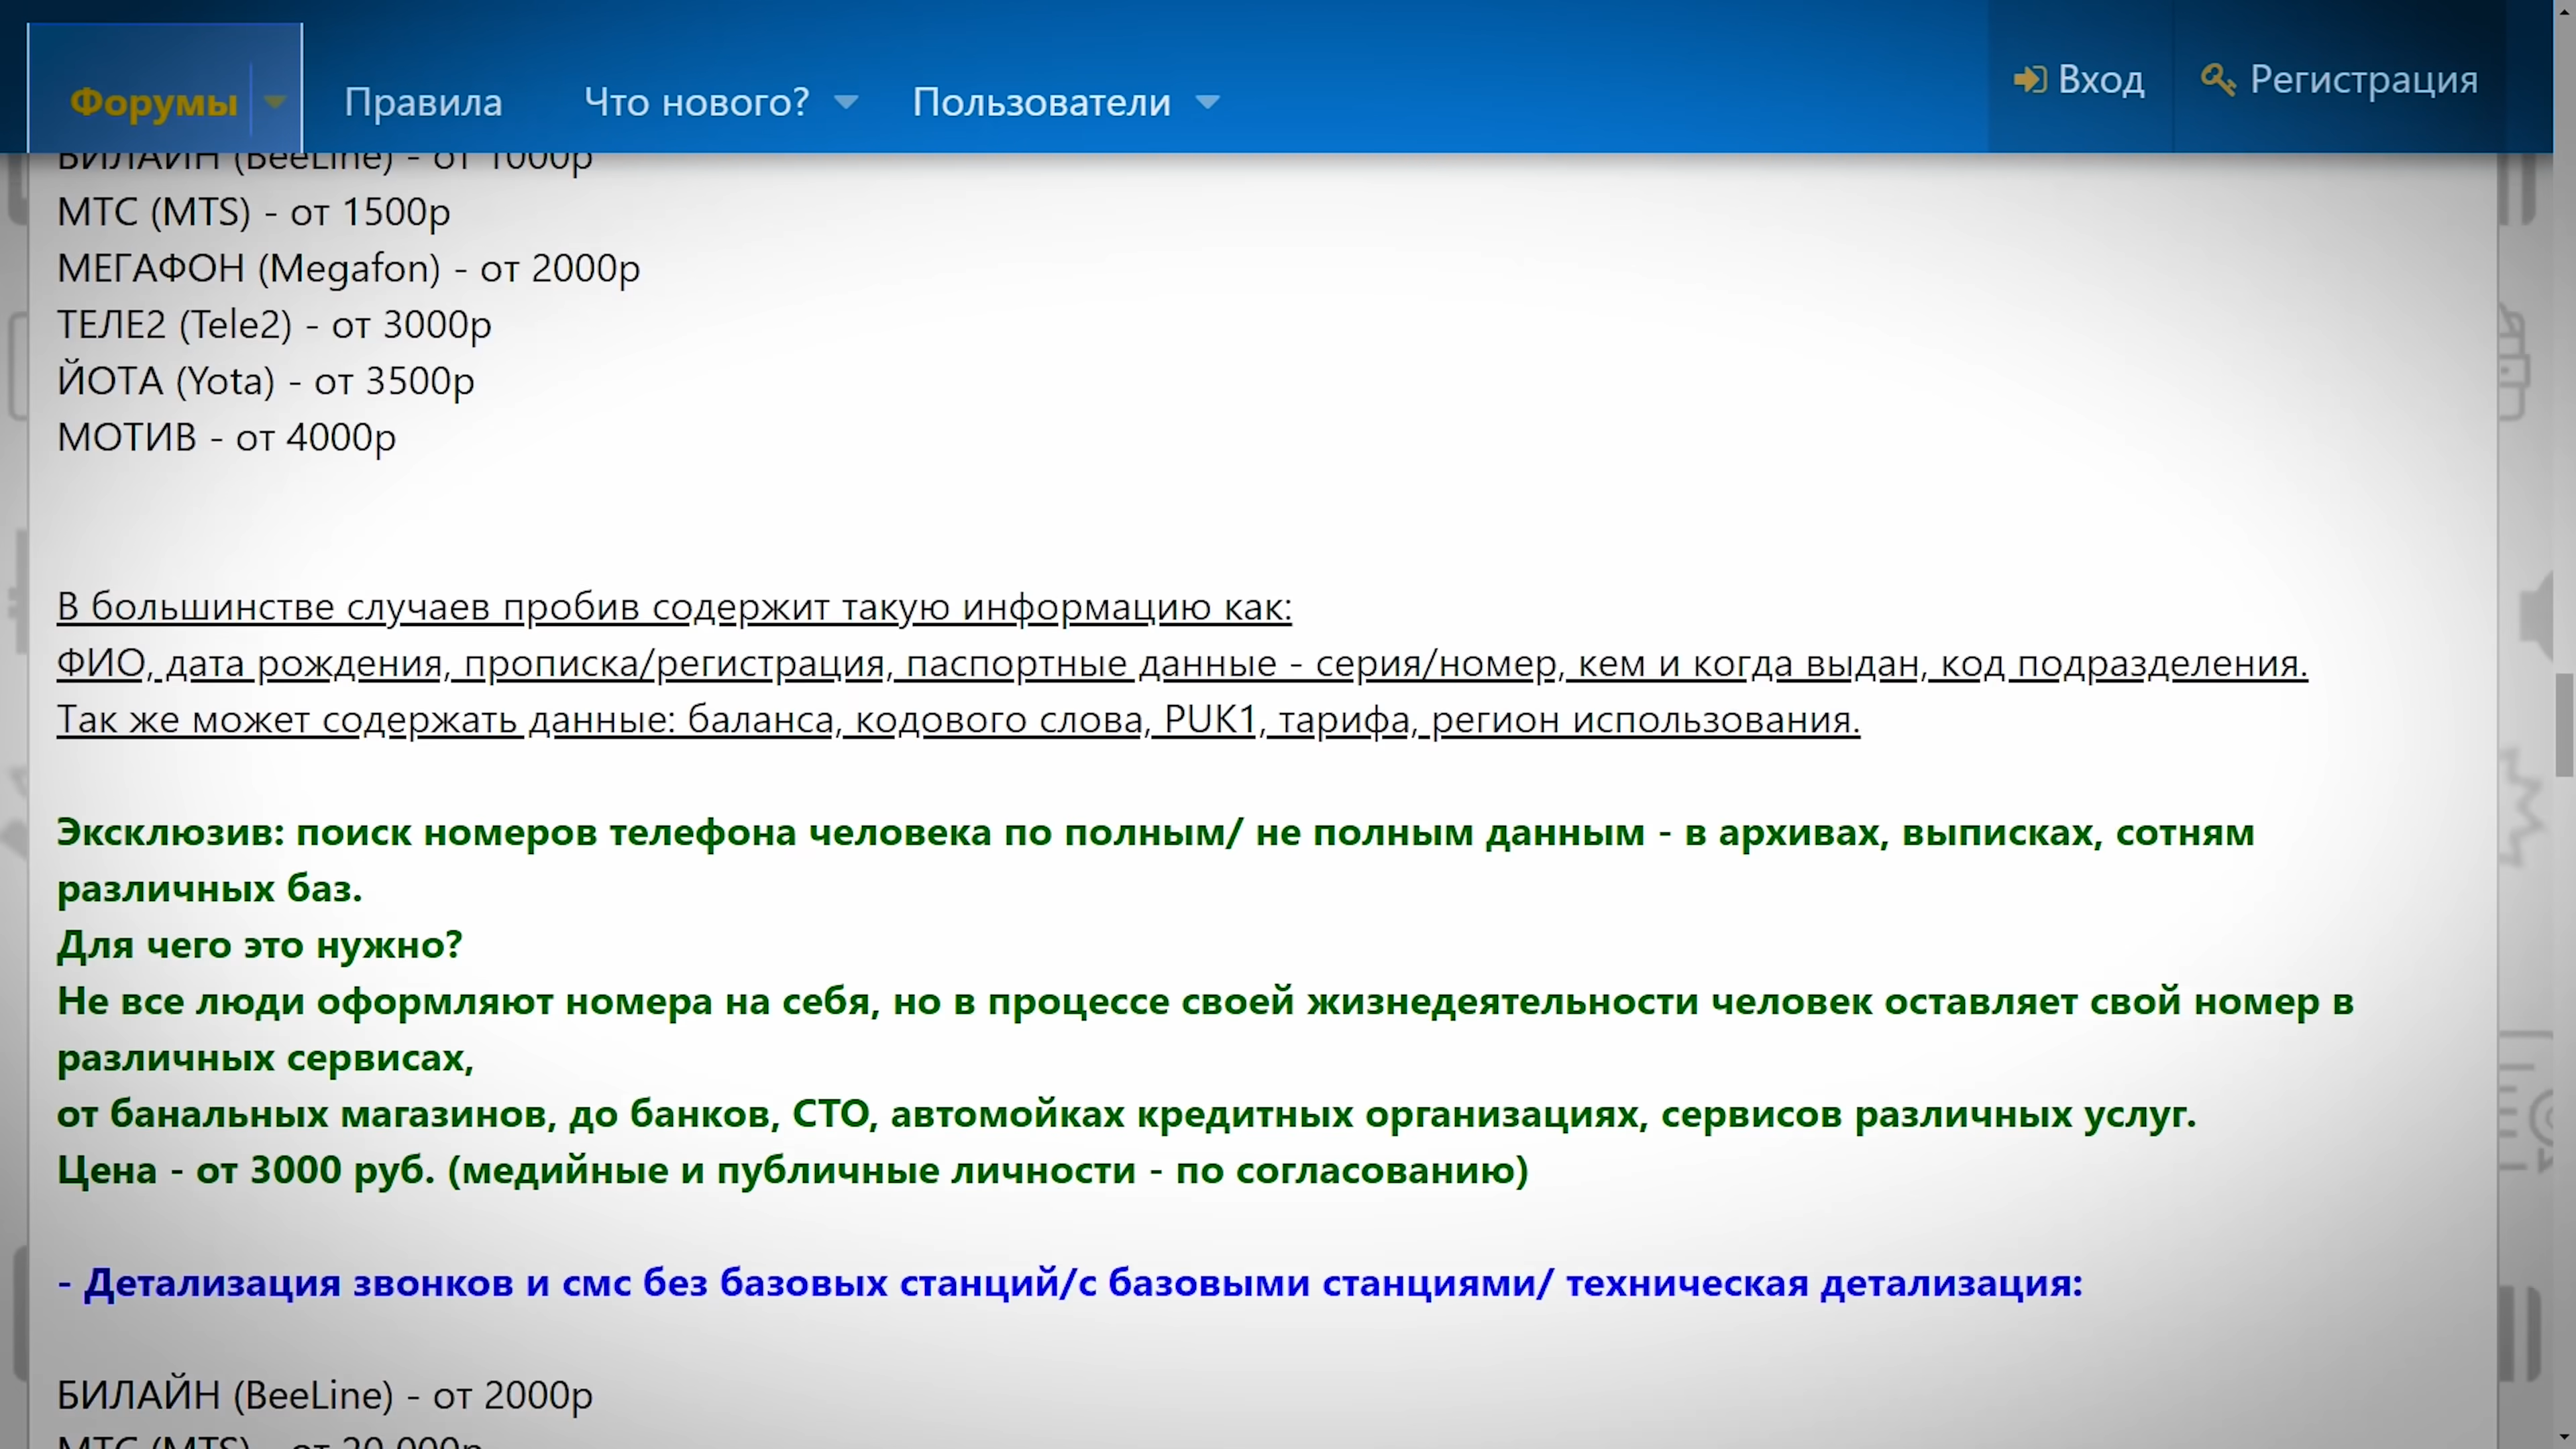 Форумы
Правила
Что нового?
Пользователи
Вход
Регистрация
БИЛАЙН (BeeLine) - от 1000р
МТС (MTS) - от 1500р
МЕГАФОН (Megafon) - от 2000р
ТЕЛЕ2 (Tele2) - от 3000р
ЙОТА (Yota) - от 3500р
МОТИВ - от 4000р
В большинстве случаев пробив содержит такую информацию как:
ФИО, дата рождения, прописка/регистрация, паспортные данные - серия/номер, кем и когда выдан, код подразделения.
Так же может содержать данные: баланса, кодового слова, PUK1, тарифа, регион использования.
Эксклюзив: поиск номеров телефона человека по полным/ не полным данным - в архивах, выписках, сотням
различных баз.
Для чего это нужно?
Не все люди оформляют номера на себя, но в процессе своей жизнедеятельности человек оставляет свой номер в
различных сервисах,
от банальных магазинов, до банков, СТО, автомойках кредитных организациях, сервисов различных услуг.
Цена - от 3000 руб. (медийные и публичные личности - по согласованию)
- Детализация звонков и смс без базовых станций/с базовыми станциями/ техническая детализация:
БИЛАЙН (BeeLine) - от 2000р
МТС (MTS) - от 20 000р